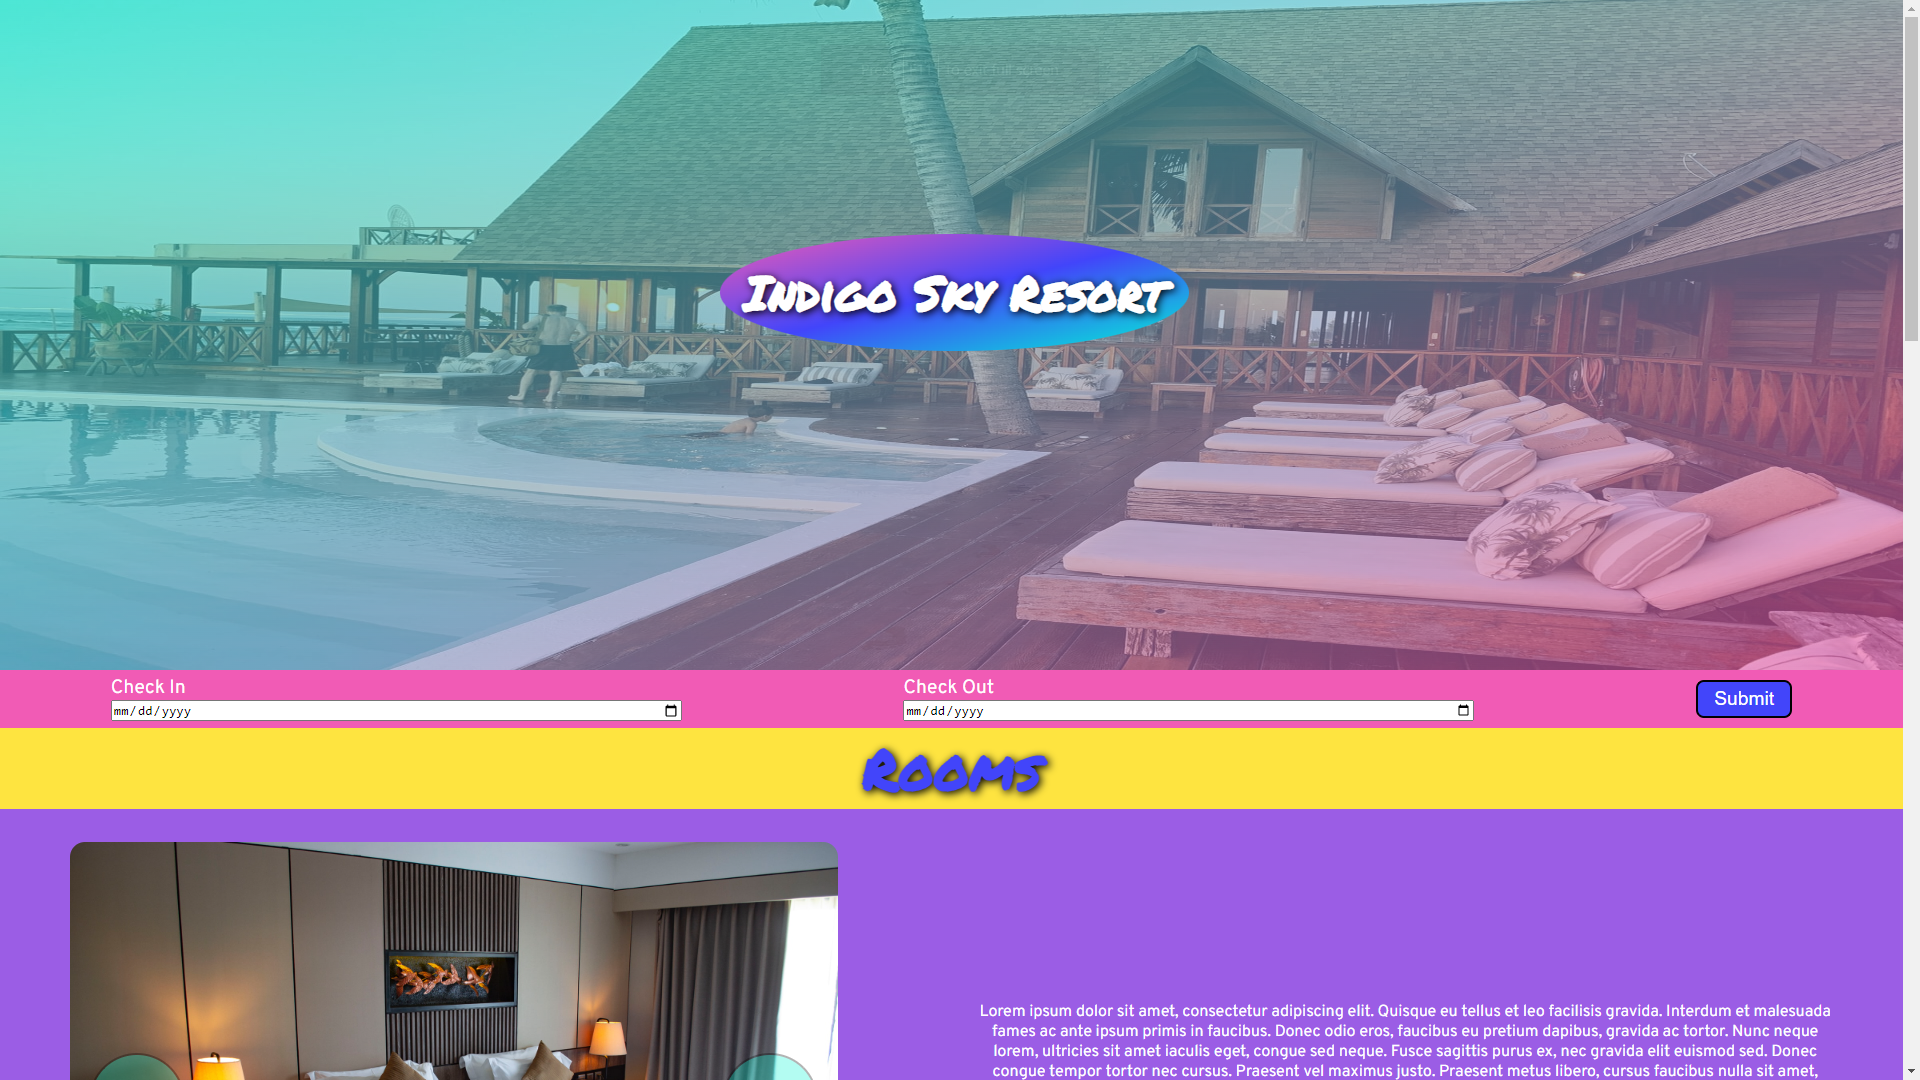 Indigo Sky Resort
Check In
Check Out
mm/dd/yyyy
mm/dd/yyyy
Submit
Rooms
Lorem ipsum dolor sit amet, consectetur adipiscing elit. Quisque eu tellus et leo facilisis gravida. Interdum et malesuada
fames ac ante ipsum primis in faucibus. Donec odio eros, faucibus eu pretium dapibus, gravida ac tortor. Nunc neque
lorem, ultricies sit amet iaculis eget, congue sed neque. Fusce sagittis purus ex, nec gravida elit euismod sed. Donec
congue tempor tortor nec cursus. Praesent vel maximus justo. Praesent metus libero, cursus faucibus nulla sit amet,